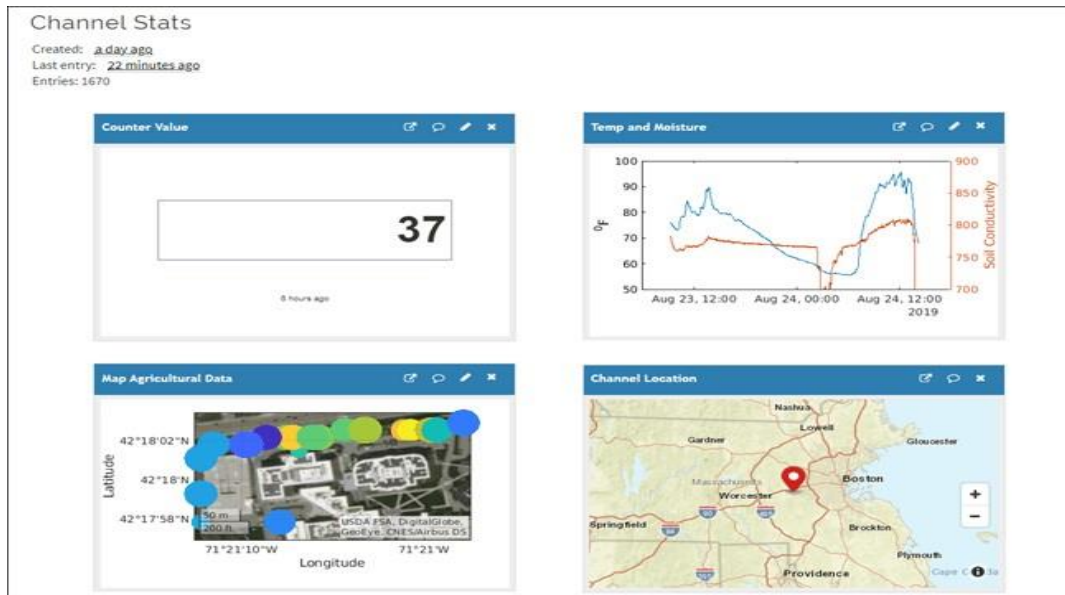 Channel Stats
Created: a day ago
Last entry: 22 minutes ago
Entries: 1670
Counter Value
37
8 hours ago
Temp and Moisture
100
90
80
70
60
50
°F
900
850
800
750
700
Soil Conductivity
Aug 23, 12:00 Aug 24, 00:00 Aug 24, 12:00
2019
Map Agricultural Data
42°18'02"N
42°18'N
42°17'58"N
Latitude
50 m
200 ft
USDA FSA, DigitalGlobe,
GeoEye, CNES/Airbus DS
71°21'10"W 71°21'W
Longitude
Channel Location
Nashua
Lowell
Gardner
Gloucester
Massachusetts
Boston
Worcester
Springfield
Brockton
Plymouth
Providence
Cape C
+
−